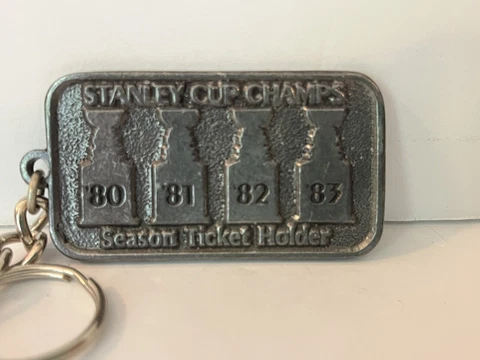 STANLEY CUP CHAMPS
'80 '81 '82 '83
Season Ticket Holder